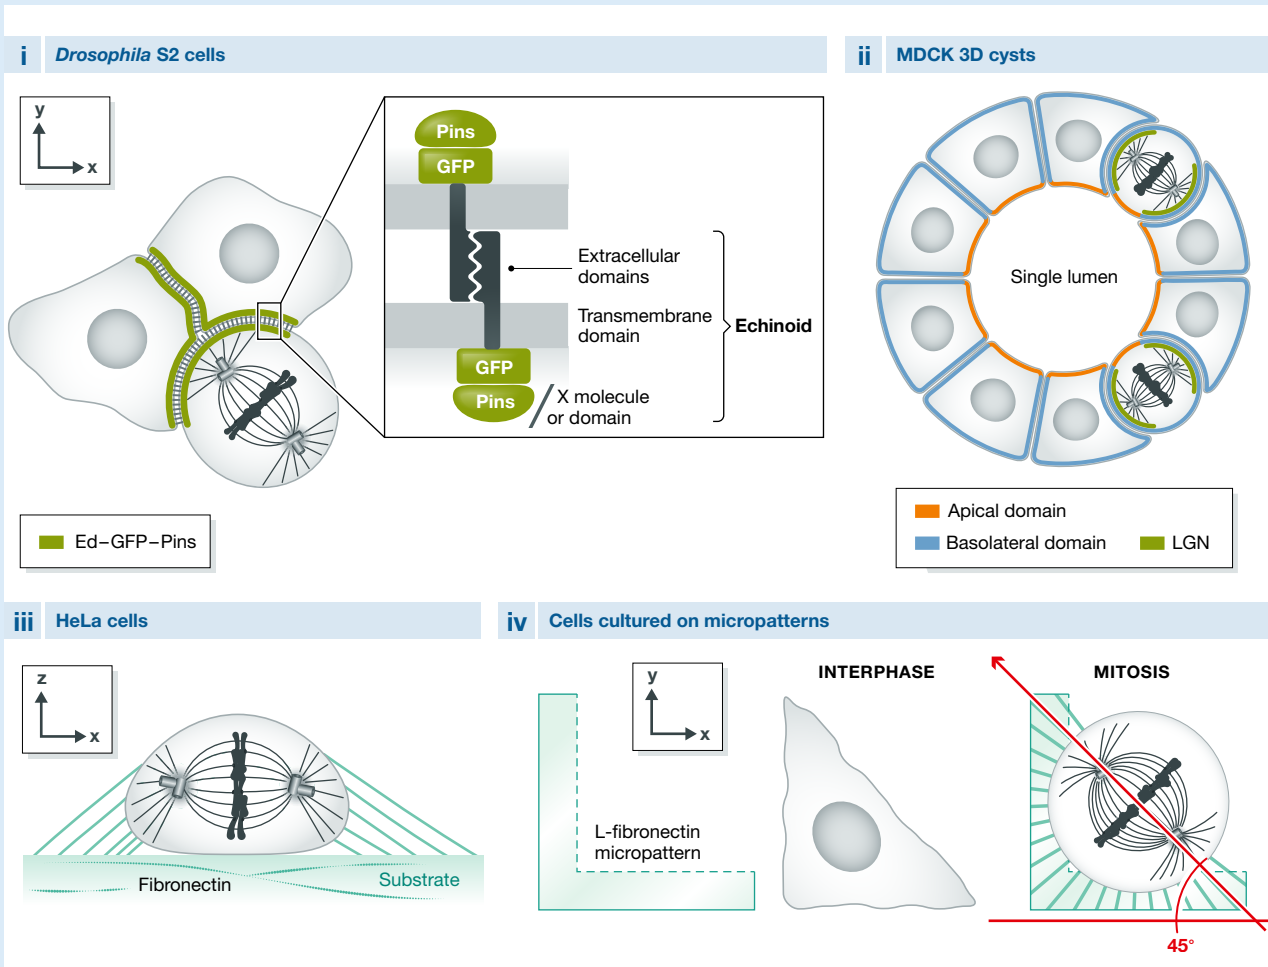 i
Drosophila S2 cells
y
x
Pins
GFP
Extracellular
domains
Transmembrane
domain
Echinoid
GFP
Pins
X molecule
or domain
Ed–GFP–Pins
ii
MDCK 3D cysts
Single lumen
Apical domain
Basolateral domain
LGN
iii
HeLa cells
z
x
Fibronectin
Substrate
iv
Cells cultured on micropatterns
y
x
INTERPHASE
MITOSIS
L-fibronectin
micropattern
45°